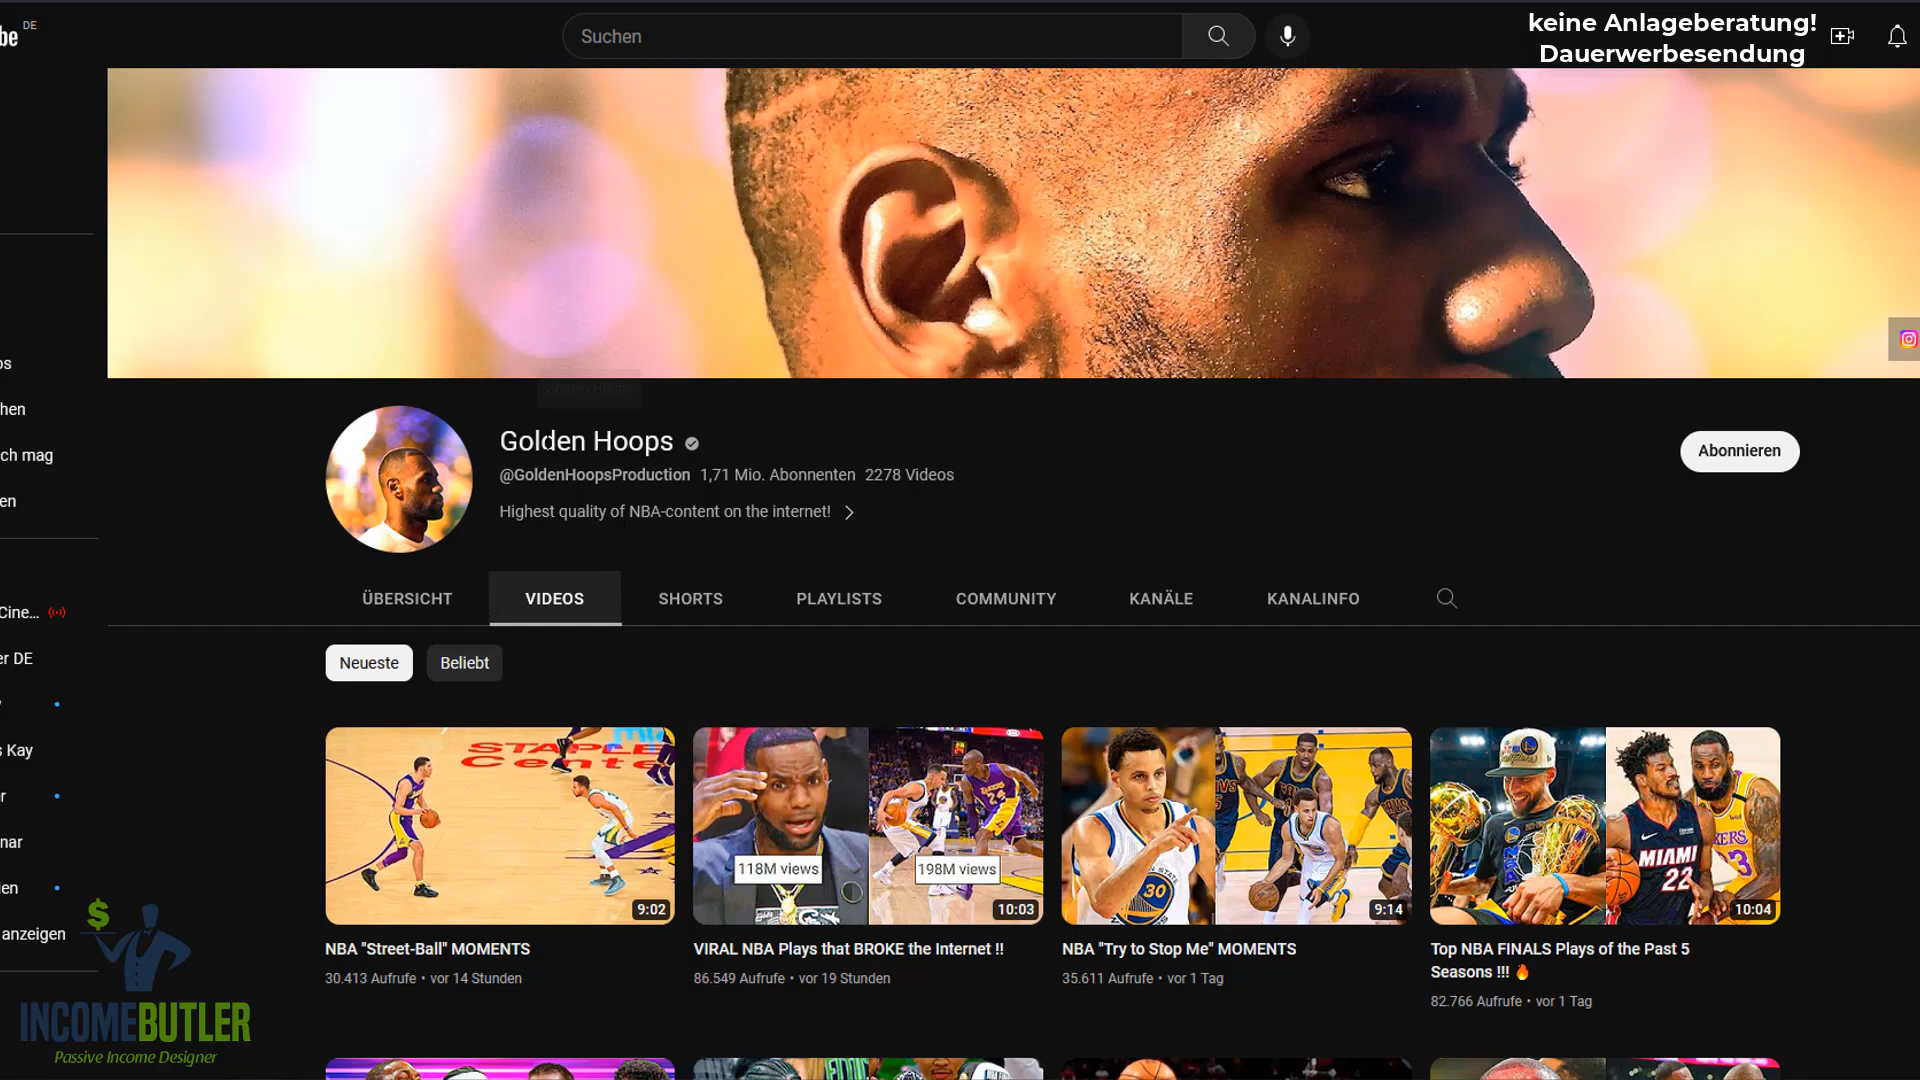 be DE
Suchen
keine Anlageberatung!
Dauerwerbesendung
Golden Hoops
@GoldenHoopsProduction 1,71 Mio. Abonnenten 2278 Videos
Highest quality of NBA-content on the internet!
Abonnieren
os
hen
ch mag
en
Cine...
er DE
s Kay
er
nar
den
anzeigen
ÜBERSICHT VIDEOS SHORTS PLAYLISTS COMMUNITY KANÄLE KANALINFO
Neueste Beliebt
STAPLE
Cente
9:02
118M views
198M views
24
10:03
30
9:14
MIAMI
22
10:04
NBA "Street-Ball" MOMENTS
30.413 Aufrufe • vor 14 Stunden
VIRAL NBA Plays that BROKE the Internet !!
86.549 Aufrufe • vor 19 Stunden
NBA "Try to Stop Me" MOMENTS
35.611 Aufrufe • vor 1 Tag
Top NBA FINALS Plays of the Past 5
Seasons !!! 🔥
82.766 Aufrufe • vor 1 Tag
INCOMEBUTLER
Passive Income Designer